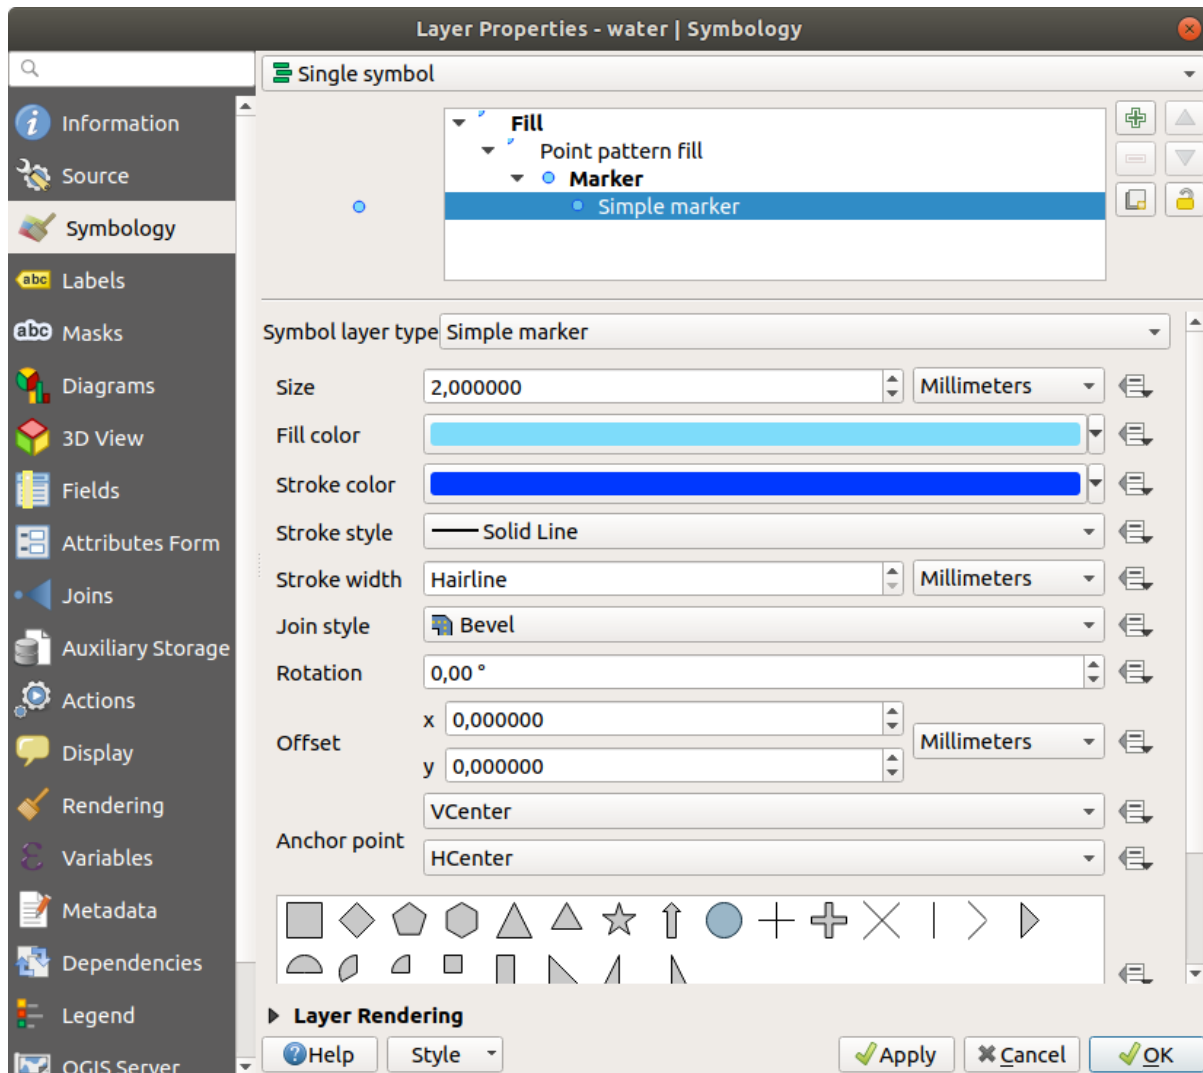 Layer Properties - water | Symbology
Single symbol
Information
Source
Symbology
abc Labels
abc Masks
Diagrams
3D View
Fields
Attributes Form
Joins
Auxiliary Storage
Actions
Display
Rendering
Variables
Metadata
Dependencies
Legend
QGIS Server
Fill
Point pattern fill
Marker
Simple marker
Symbol layer type Simple marker
Size 2,000000 Millimeters
Fill color
Stroke color
Stroke style Solid Line
Stroke width Hairline Millimeters
Join style Bevel
Rotation 0,00 °
Offset x 0,000000 Millimeters
y 0,000000
Anchor point VCenter
HCenter
Layer Rendering
Help Style Apply Cancel OK